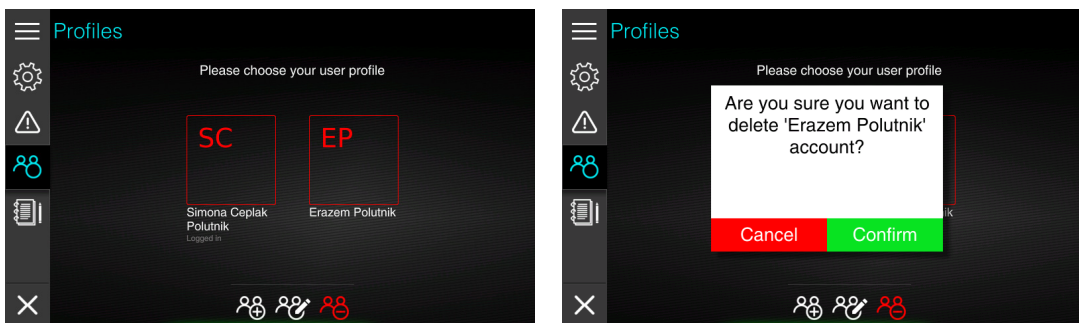 Profiles
Please choose your user profile
SC
EP
Simona Ceplak
Polutnik
Logged in
Erazem Polutnik
Profiles
Please choose your user profile
Are you sure you want to
delete 'Erazem Polutnik'
account?
ik
Cancel
Confirm